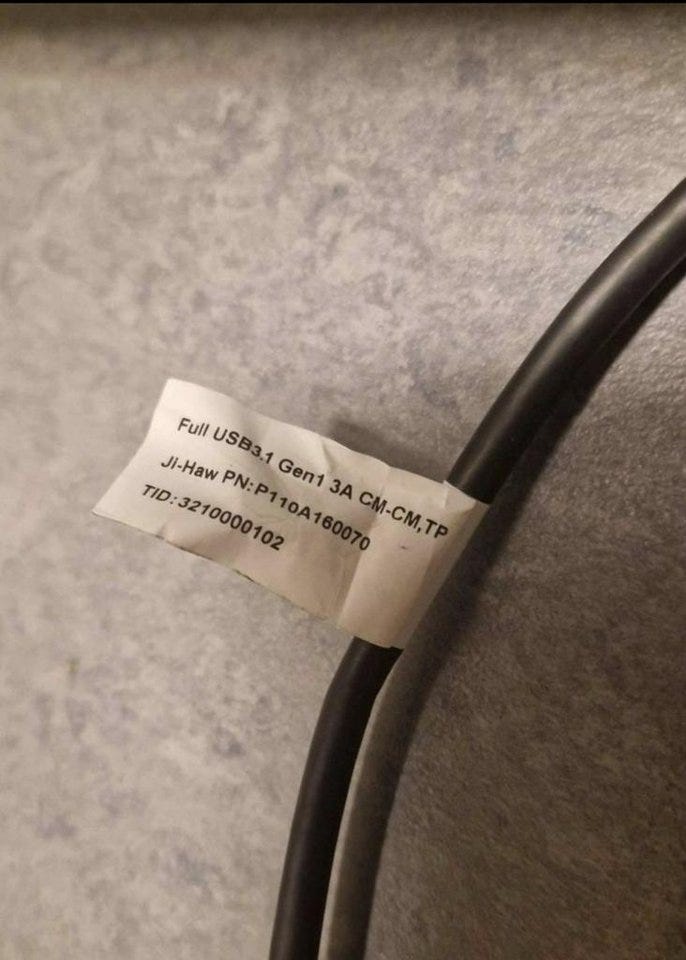 Full USB3.1 Gen1 3A CM-CM,TP
Ji-Haw PN:P110A160070
TID:3210000102